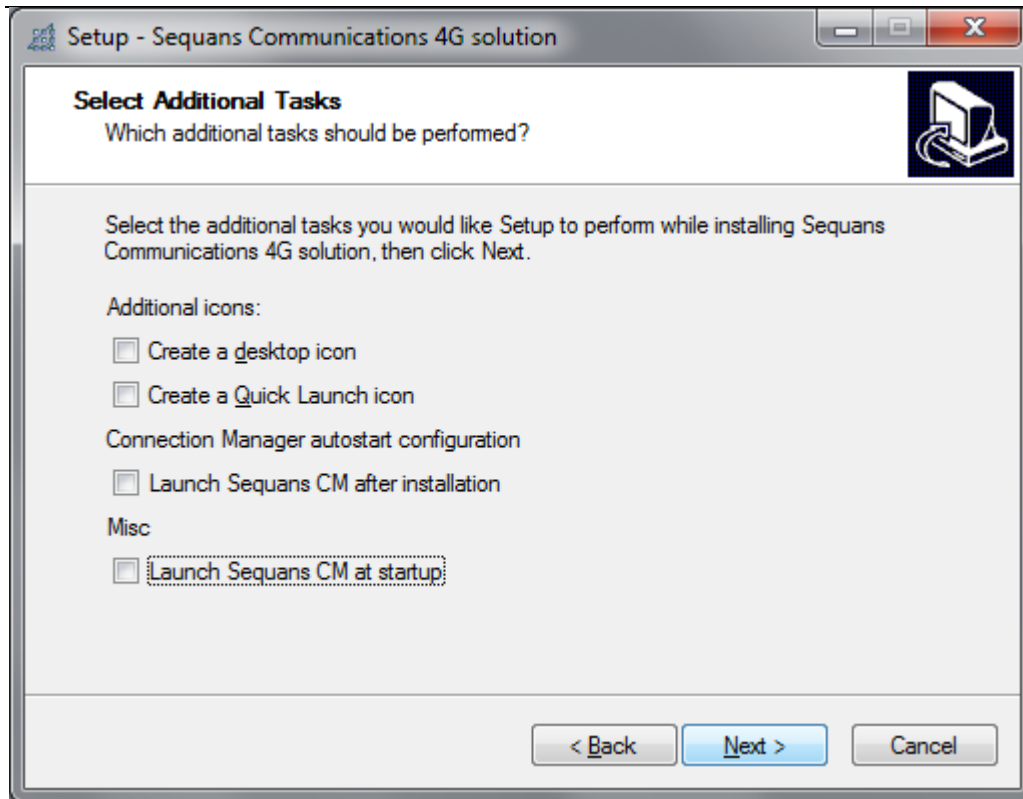 Setup - Sequans Communications 4G solution
Select Additional Tasks
Which additional tasks should be performed?
Select the additional tasks you would like Setup to perform while installing Sequans
Communications 4G solution, then click Next.
Additional icons:
Create a desktop icon
Create a Quick Launch icon
Connection Manager autostart configuration
Launch Sequans CM after installation
Misc
Launch Sequans CM at startup
< Back Next > Cancel